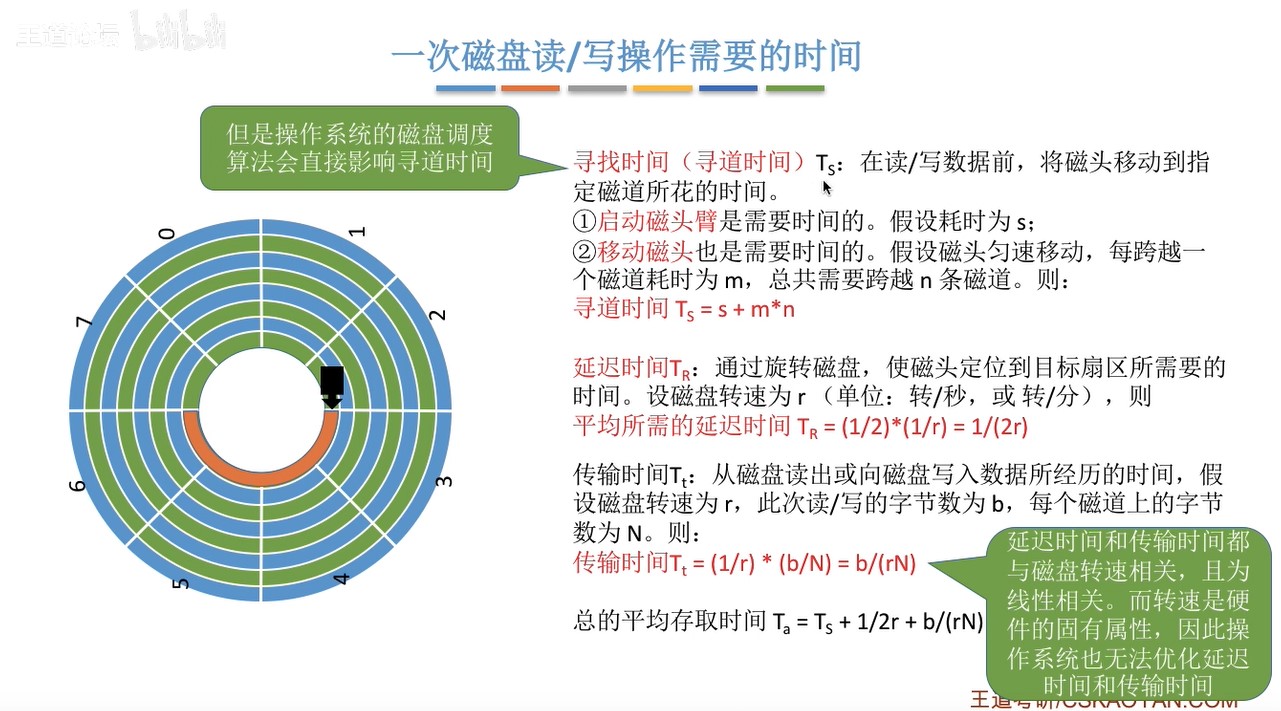 王道论坛 bilibili
一次磁盘读/写操作需要的时间
但是操作系统的磁盘调度
算法会直接影响寻道时间
寻找时间（寻道时间）TS：在读/写数据前，将磁头移动到指
定磁道所花的时间。
①启动磁头臂是需要时间的。假设耗时为 s；
②移动磁头也是需要时间的。假设磁头匀速移动，每跨越一
个磁道耗时为 m，总共需要跨越 n 条磁道。则：
寻道时间 TS = s + m*n
延迟时间TR：通过旋转磁盘，使磁头定位到目标扇区所需要的
时间。设磁盘转速为 r （单位：转/秒，或 转/分），则
平均所需的延迟时间 TR = (1/2)*(1/r) = 1/(2r)
传输时间Tt：从磁盘读出或向磁盘写入数据所经历的时间，假
设磁盘转速为 r，此次读/写的字节数为 b，每个磁道上的字节
数为 N。则：
传输时间Tt = (1/r) * (b/N) = b/(rN)
总的平均存取时间 Ta = TS + 1/2r + b/(rN)
延迟时间和传输时间都
与磁盘转速相关，且为
线性相关。而转速是硬
件的固有属性，因此操
作系统也无法优化延迟
时间和传输时间
0
1
2
3
4
5
6
7
王道考研/CSKAOYAN.COM